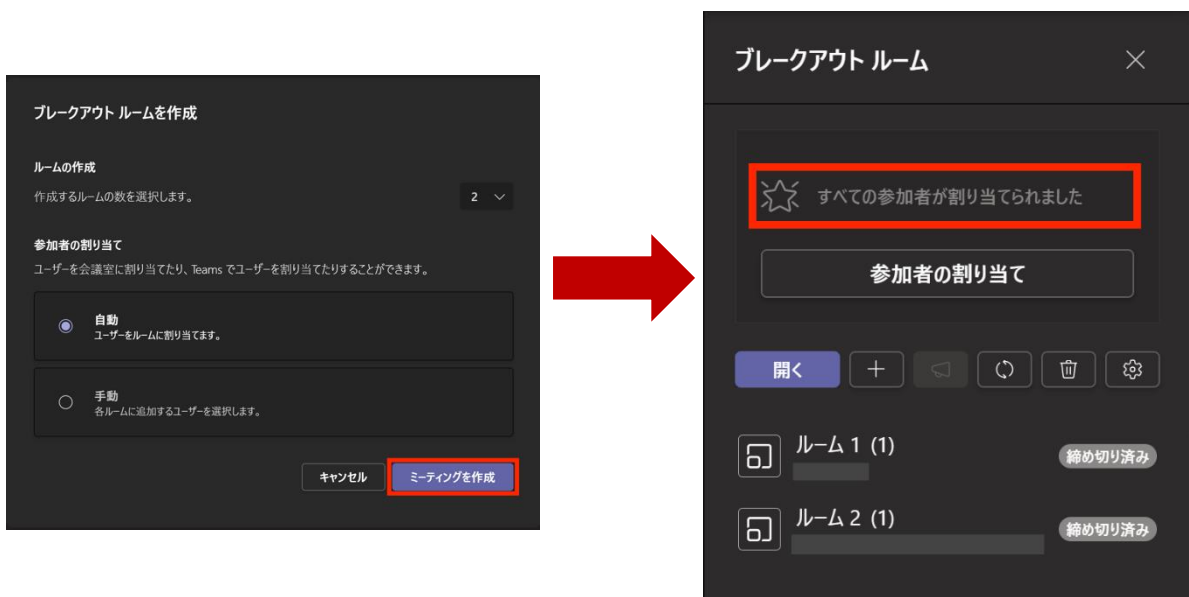 ブレークアウト ルームを作成
ルームの作成
作成するルームの数を選択します。
2
参加者の割り当て
ユーザーを会議室に割り当てたり、Teams でユーザーを割り当てたりすることができます。
自動
ユーザーをルームに割り当てます。
手動
各ルームに追加するユーザーを選択します。
キャンセル
ミーティングを作成
ブレークアウト ルーム
すべての参加者が割り当てられました
参加者の割り当て
開く
ルーム 1 (1)
締め切り済み
ルーム 2 (1)
締め切り済み